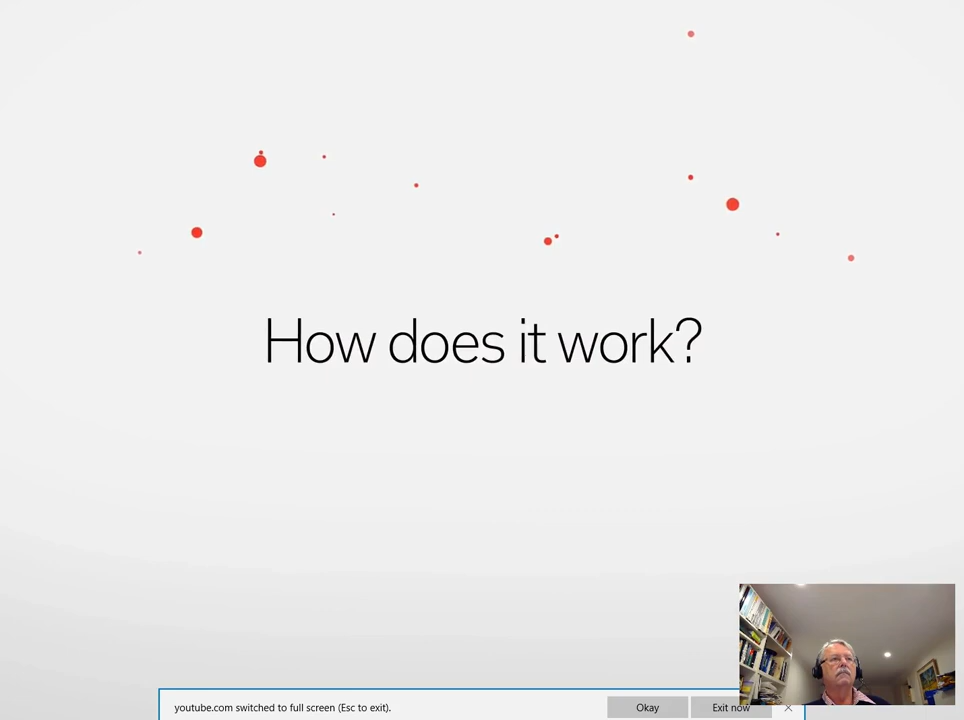 How does it work?
youtube.com switched to full screen (Esc to exit).
Okay
Exit now